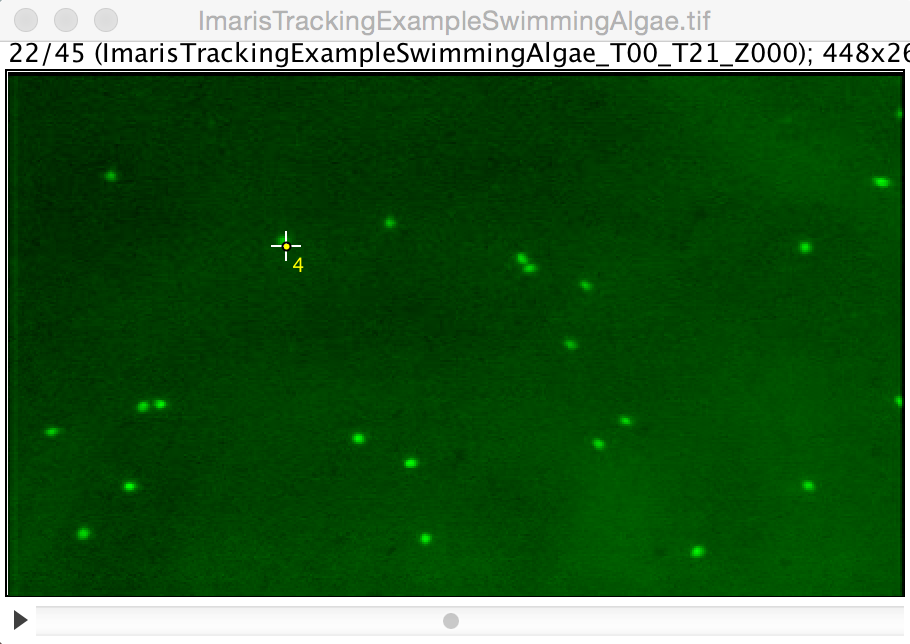 ImarisTrackingExampleSwimmingAlgae.tif
22/45 (ImarisTrackingExampleSwimmingAlgae_T00_T21_Z000); 448x26
4